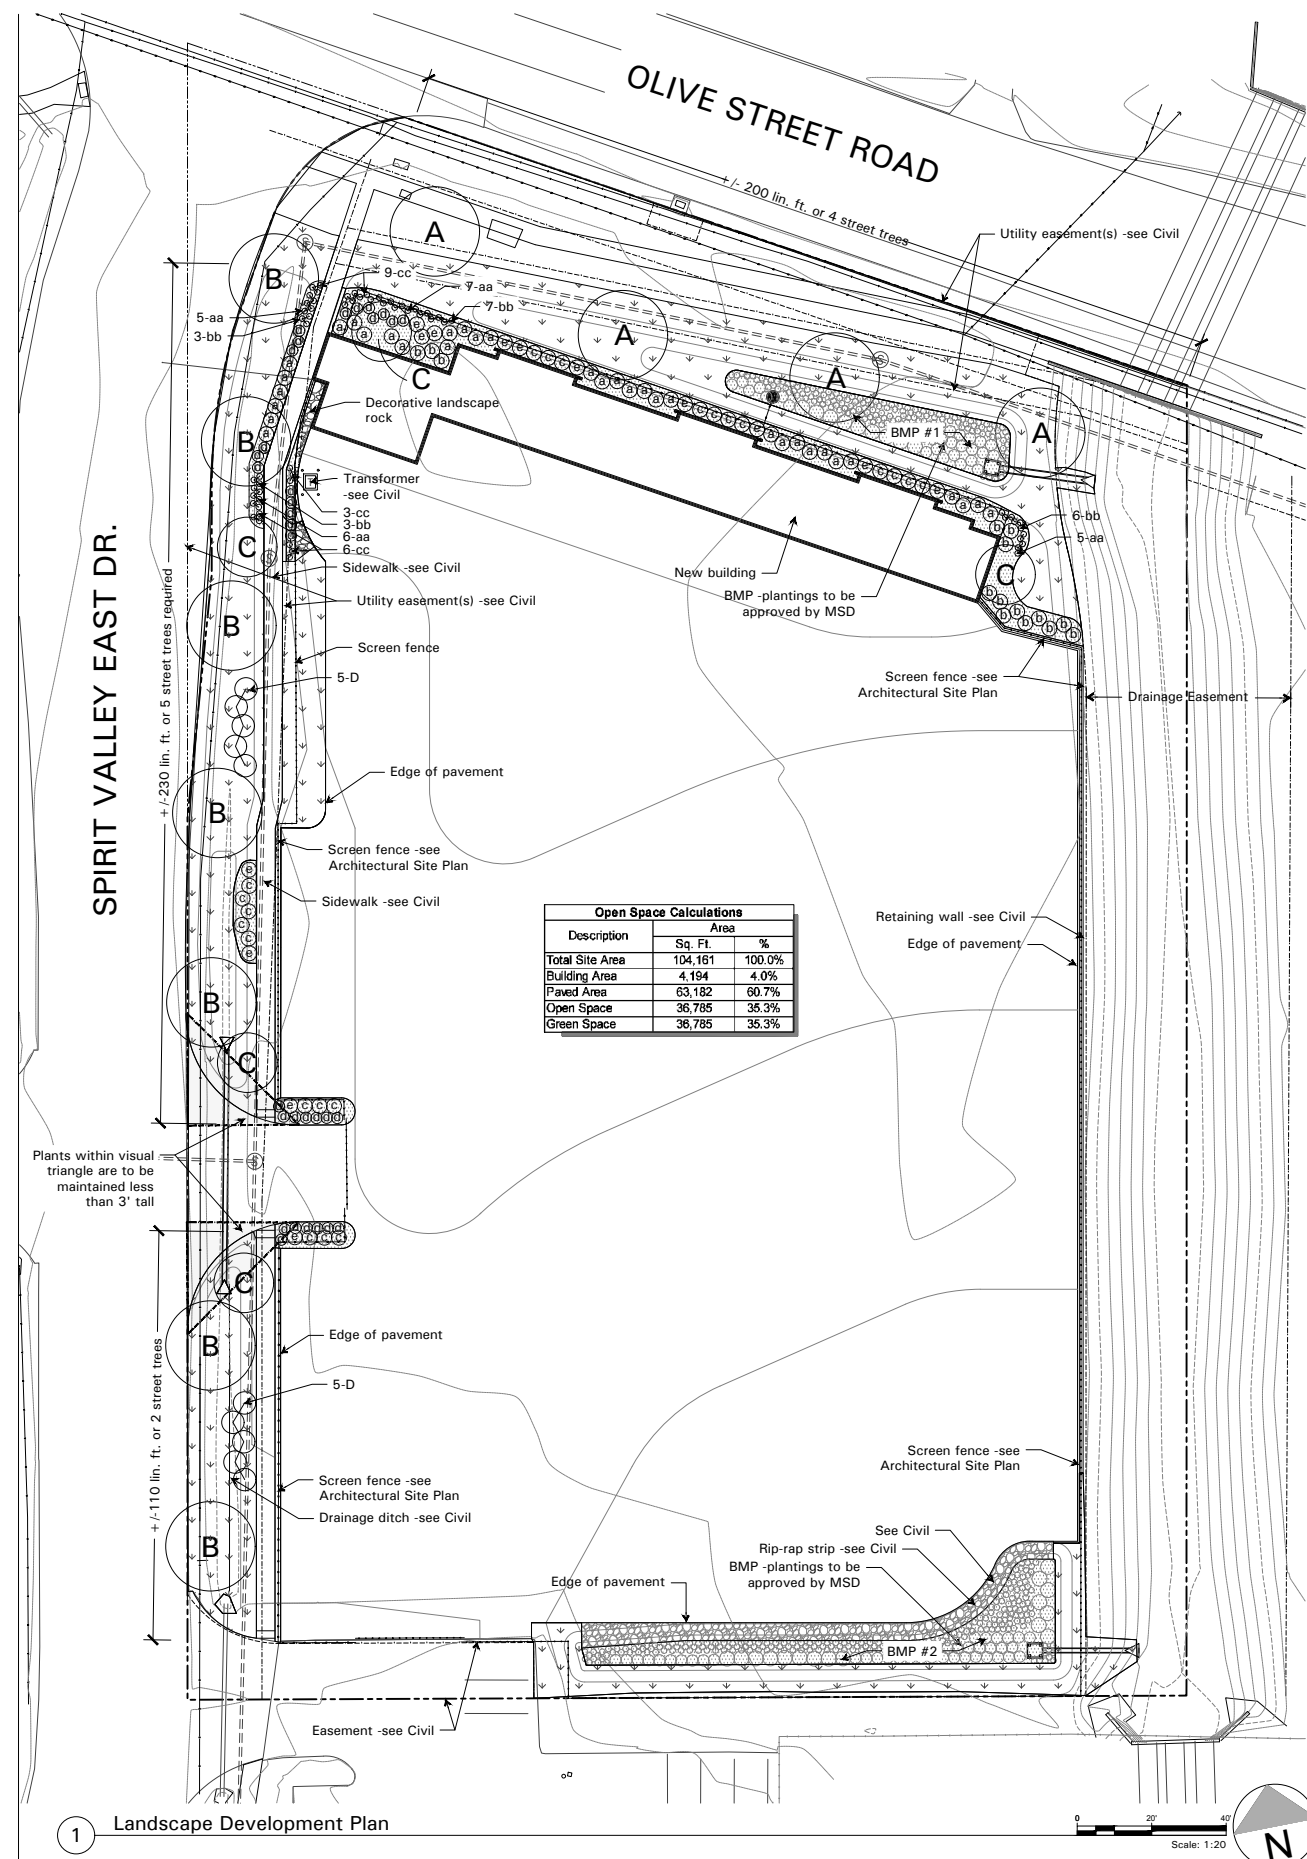 OLIVE STREET ROAD
+/- 200 lin. ft. or 4 street trees
Utility easement(s) -see Civil
A
B
9-cc
7-aa
7-bb
5-aa
3-bb
A
A
C
Decorative landscape
rock
B
BMP #1
A
Transformer
-see Civil
3-cc
3-bb
6-aa
6-cc
6-bb
5-aa
C
Sidewalk -see Civil
New building
C
BMP -plantings to be
approved by MSD
Utility easement(s) -see Civil
B
Screen fence
5-D
Screen fence -see
Architectural Site Plan
Drainage Easement
SPIRIT VALLEY EAST DR.
+/-230 lin. ft. or 5 street trees required
Edge of pavement
B
Screen fence -see
Architectural Site Plan
Sidewalk -see Civil
Open Space Calculations
Description Area
Sq. Ft. %
Total Site Area 104,161 100.0%
Building Area 4,194 4.0%
Paved Area 63,182 60.7%
Open Space 36,785 35.3%
Green Space 36,785 35.3%
Retaining wall -see Civil
Edge of pavement
B
C
Plants within visual
triangle are to be
maintained less
than 3' tall
C
B
Edge of pavement
5-D
+/-110 lin. ft. or 2 street trees
Screen fence -see
Architectural Site Plan
Drainage ditch -see Civil
Screen fence -see
Architectural Site Plan
B
See Civil
Rip-rap strip -see Civil
BMP -plantings to be
approved by MSD
Edge of pavement
BMP #2
Easement -see Civil
1
Landscape Development Plan
0 20' 40'
Scale: 1:20
N